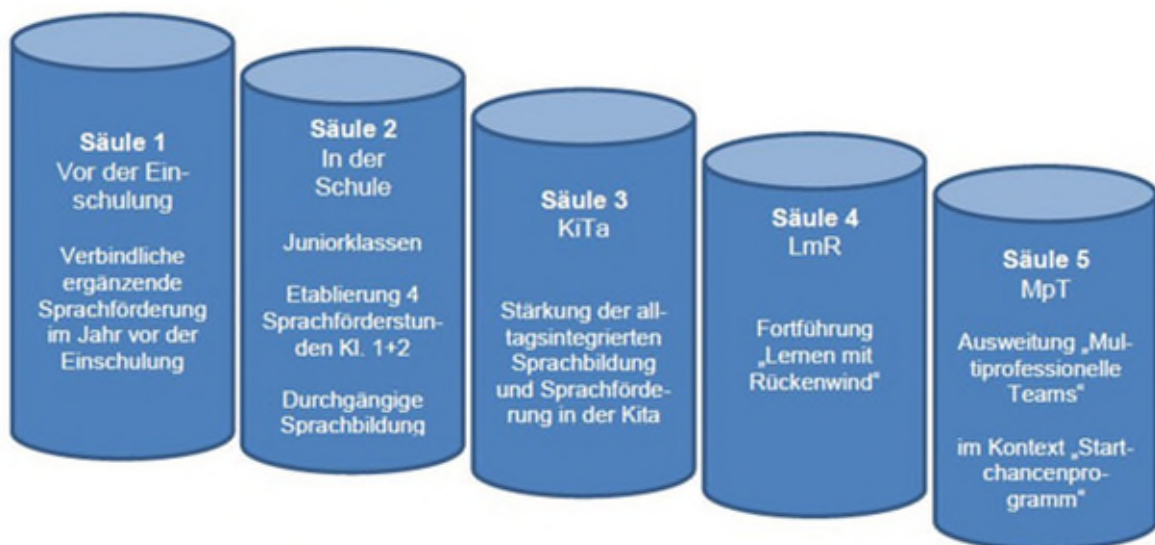 Säule 1
Vor der Ein-
schulung
Verbindliche
ergänzende
Sprachförderung
im Jahr vor der
Einschulung
Säule 2
In der
Schule
Juniorklassen
Etablierung 4
Sprachförderstun-
den Kl. 1+2
Durchgängige
Sprachbildung
Säule 3
KiTa
Stärkung der all-
tagsintegrierten
Sprachbildung
und Sprachförde-
rung in der Kita
Säule 4
LmR
Fortführung
„Lernen mit
Rückenwind“
Säule 5
MpT
Ausweitung „Mul-
tiprofessionelle
Teams“
im Kontext „Start-
chancenpro-
gramm“